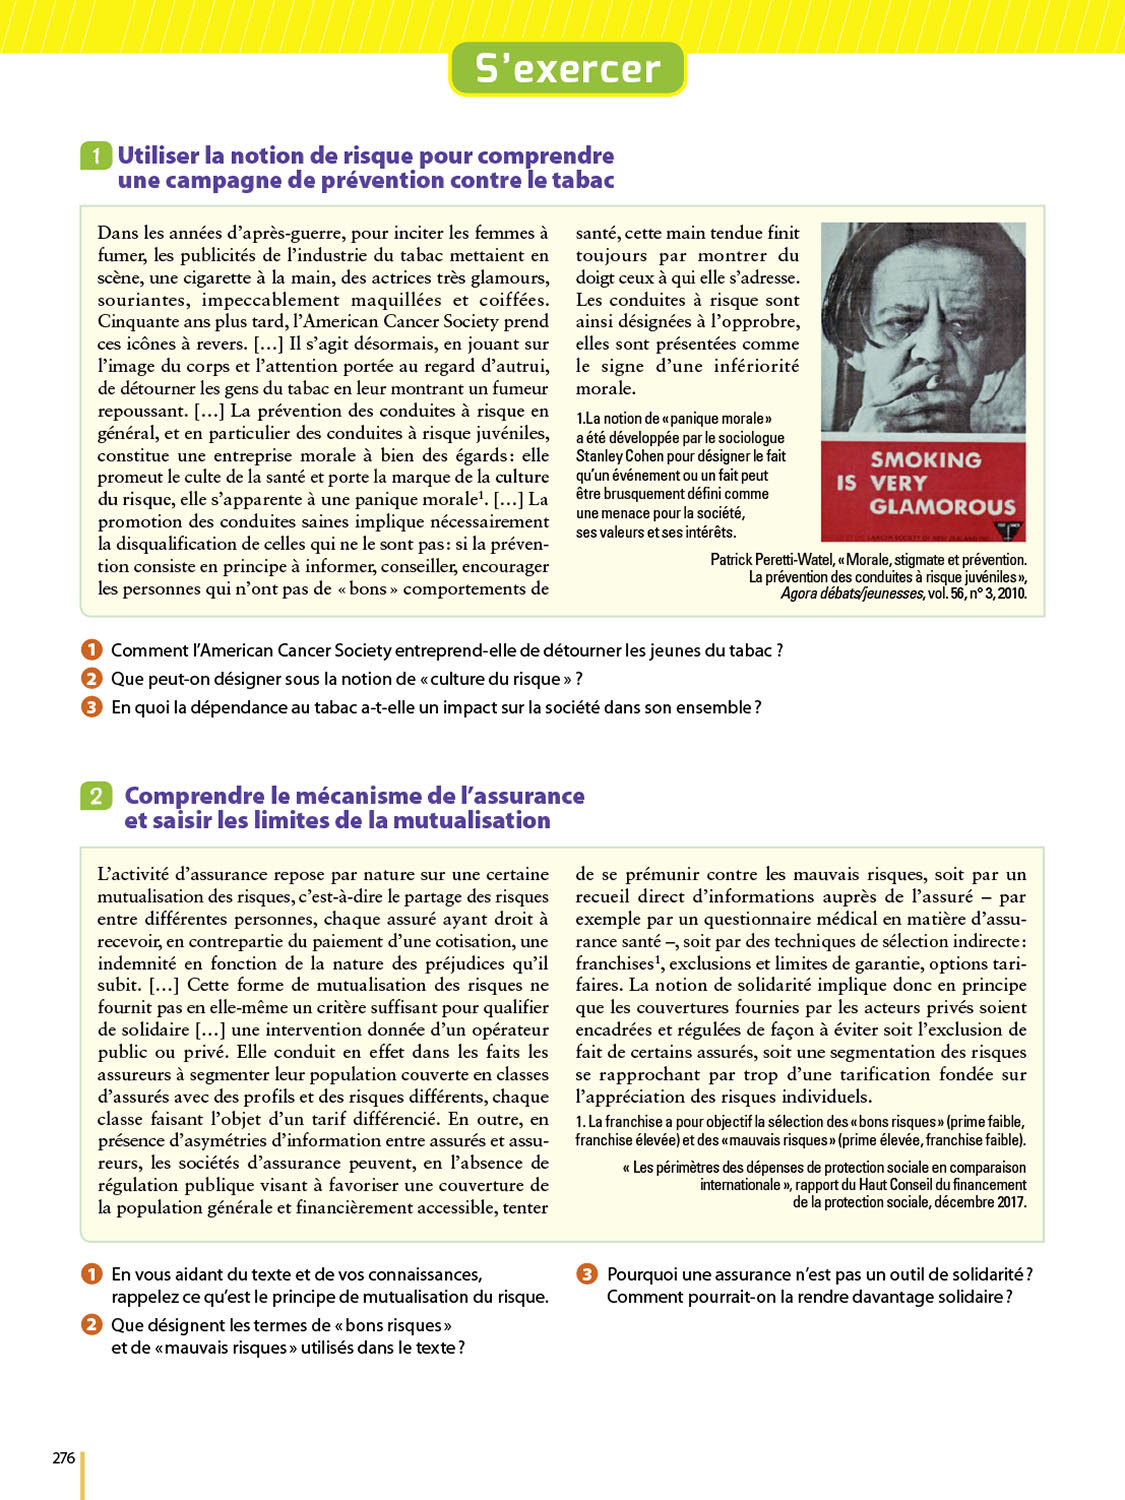 S'exercer
1 Utiliser la notion de risque pour comprendre
une campagne de prévention contre le tabac
Dans les années d'après-guerre, pour inciter les femmes à
fumer, les publicités de l'industrie du tabac mettaient en
scène, une cigarette à la main, des actrices très glamours,
souriantes, impeccablement maquillées et coiffées.
Cinquante ans plus tard, l'American Cancer Society prend
ces icônes à revers. […] Il s'agit désormais, en jouant sur
l'image du corps et l'attention portée au regard d'autrui,
de détourner les gens du tabac en leur montrant un fumeur
repoussant. […] La prévention des conduites à risque en
général, et en particulier des conduites à risque juvéniles,
constitue une entreprise morale à bien des égards : elle
promeut le culte de la santé et porte la marque de la culture
du risque, elle s'apparente à une panique morale¹. […] La
promotion des conduites saines implique nécessairement
la disqualification de celles qui ne le sont pas : si la préven-
tion consiste en principe à informer, conseiller, encourager
les personnes qui n'ont pas de « bons » comportements de
santé, cette main tendue finit
toujours par montrer du
doigt ceux à qui elle s'adresse.
Les conduites à risque sont
ainsi désignées à l'opprobre,
elles sont présentées comme
le signe d'une infériorité
morale.
1.La notion de « panique morale »
a été développée par le sociologue
Stanley Cohen pour désigner le fait
qu'un événement ou un fait peut
être brusquement défini comme
une menace pour la société,
ses valeurs et ses intérêts.
SMOKING
IS VERY
GLAMOROUS
Patrick Peretti-Watel, « Morale, stigmate et prévention.
La prévention des conduites à risque juvéniles »,
Agora débats/jeunesses, vol. 56, n° 3, 2010.
1 Comment l'American Cancer Society entreprend-elle de détourner les jeunes du tabac ?
2 Que peut-on désigner sous la notion de « culture du risque » ?
3 En quoi la dépendance au tabac a-t-elle un impact sur la société dans son ensemble ?
2 Comprendre le mécanisme de l'assurance
et saisir les limites de la mutualisation
L'activité d'assurance repose par nature sur une certaine
mutualisation des risques, c'est-à-dire le partage des risques
entre différentes personnes, chaque assuré ayant droit à
recevoir, en contrepartie du paiement d'une cotisation, une
indemnité en fonction de la nature des préjudices qu'il
subit. […] Cette forme de mutualisation des risques ne
fournit pas en elle-même un critère suffisant pour qualifier
de solidaire […] une intervention donnée d'un opérateur
public ou privé. Elle conduit en effet dans les faits les
assureurs à segmenter leur population couverte en classes
d'assurés avec des profils et des risques différents, chaque
classe faisant l'objet d'un tarif différencié. En outre, en
présence d'asymétries d'information entre assurés et assu-
reurs, les sociétés d'assurance peuvent, en l'absence de
régulation publique visant à favoriser une couverture de
la population générale et financièrement accessible, tenter
de se prémunir contre les mauvais risques, soit par un
recueil direct d'informations auprès de l'assuré – par
exemple par un questionnaire médical en matière d'assu-
rance santé –, soit par des techniques de sélection indirecte :
franchises¹, exclusions et limites de garantie, options tari-
faires. La notion de solidarité implique donc en principe
que les couvertures fournies par les acteurs privés soient
encadrées et régulées de façon à éviter soit l'exclusion de
fait de certains assurés, soit une segmentation des risques
se rapprochant par trop d'une tarification fondée sur
l'appréciation des risques individuels.
1. La franchise a pour objectif la sélection des « bons risques » (prime faible,
franchise élevée) et des « mauvais risques » (prime élevée, franchise faible).
« Les périmètres des dépenses de protection sociale en comparaison
internationale », rapport du Haut Conseil du financement
de la protection sociale, décembre 2017.
1 En vous aidant du texte et de vos connaissances,
rappelez ce qu'est le principe de mutualisation du risque.
2 Que désignent les termes de « bons risques »
et de « mauvais risques » utilisés dans le texte ?
3 Pourquoi une assurance n'est pas un outil de solidarité ?
Comment pourrait-on la rendre davantage solidaire ?
276